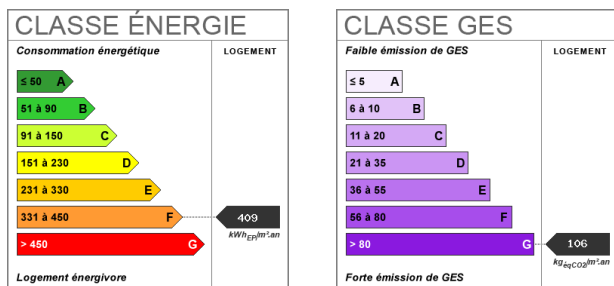 CLASSE ÉNERGIE
Consommation énergétique
LOGEMENT
≤ 50 A
51 à 90 B
91 à 150 C
151 à 230 D
231 à 330 E
331 à 450 F
409
kWhEP/m².an
> 450 G
Logement énergivore
CLASSE GES
Faible émission de GES
LOGEMENT
≤ 5 A
6 à 10 B
11 à 20 C
21 à 35 D
36 à 55 E
56 à 80 F
> 80 G
106
kgéqCO2/m².an
Forte émission de GES